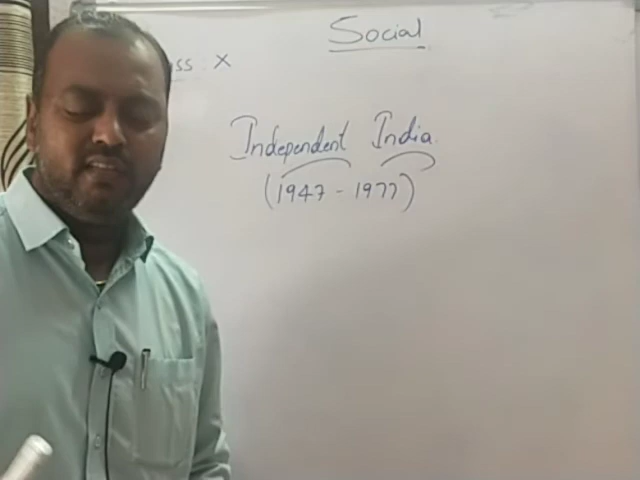 Social
ss : X
Independent India.
(1947 - 1977)